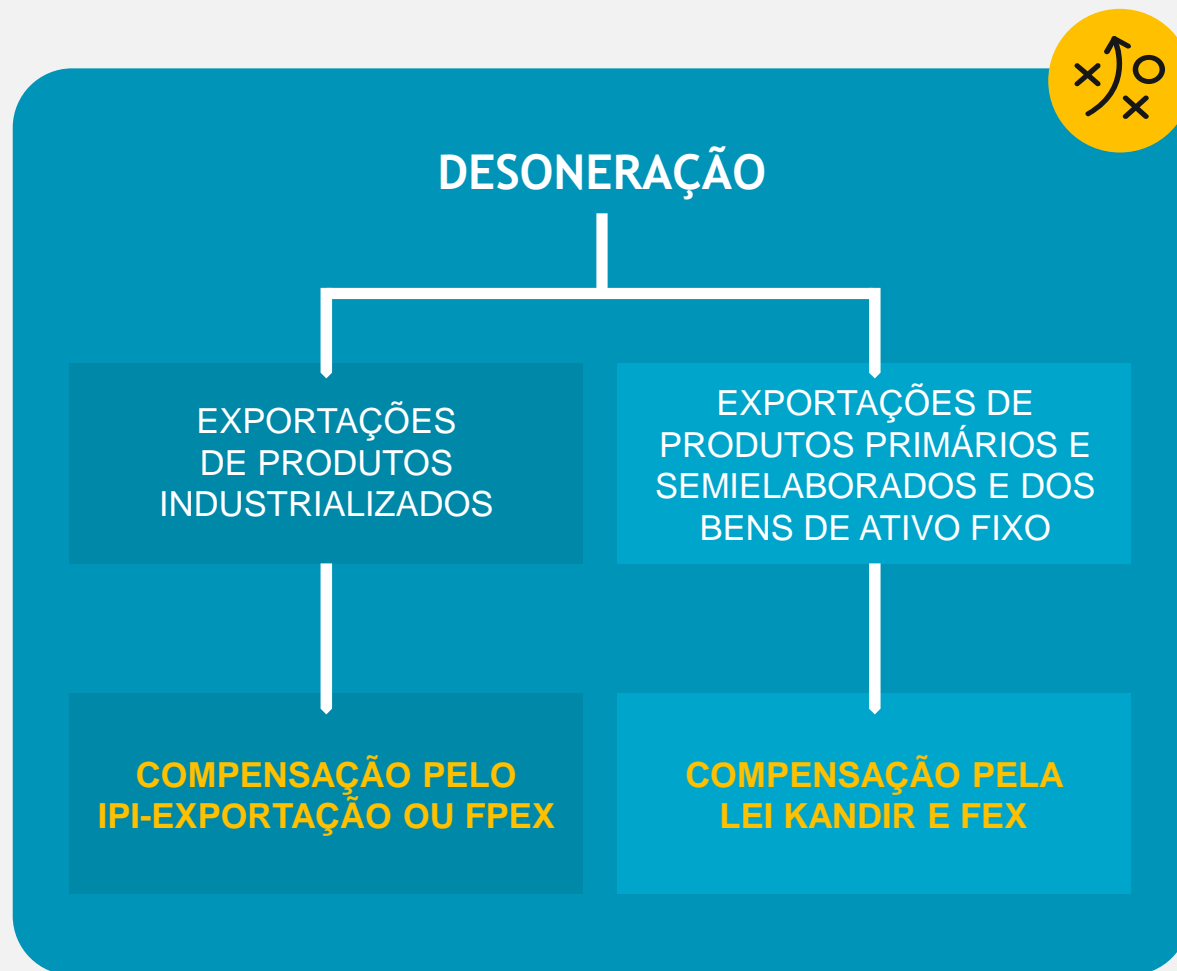 DESONERAÇÃO
EXPORTAÇÕES
DE PRODUTOS
INDUSTRIALIZADOS
EXPORTAÇÕES DE
PRODUTOS PRIMÁRIOS E
SEMIELABORADOS E DOS
BENS DE ATIVO FIXO
COMPENSAÇÃO PELO
IPI-EXPORTAÇÃO OU FPEX
COMPENSAÇÃO PELA
LEI KANDIR E FEX